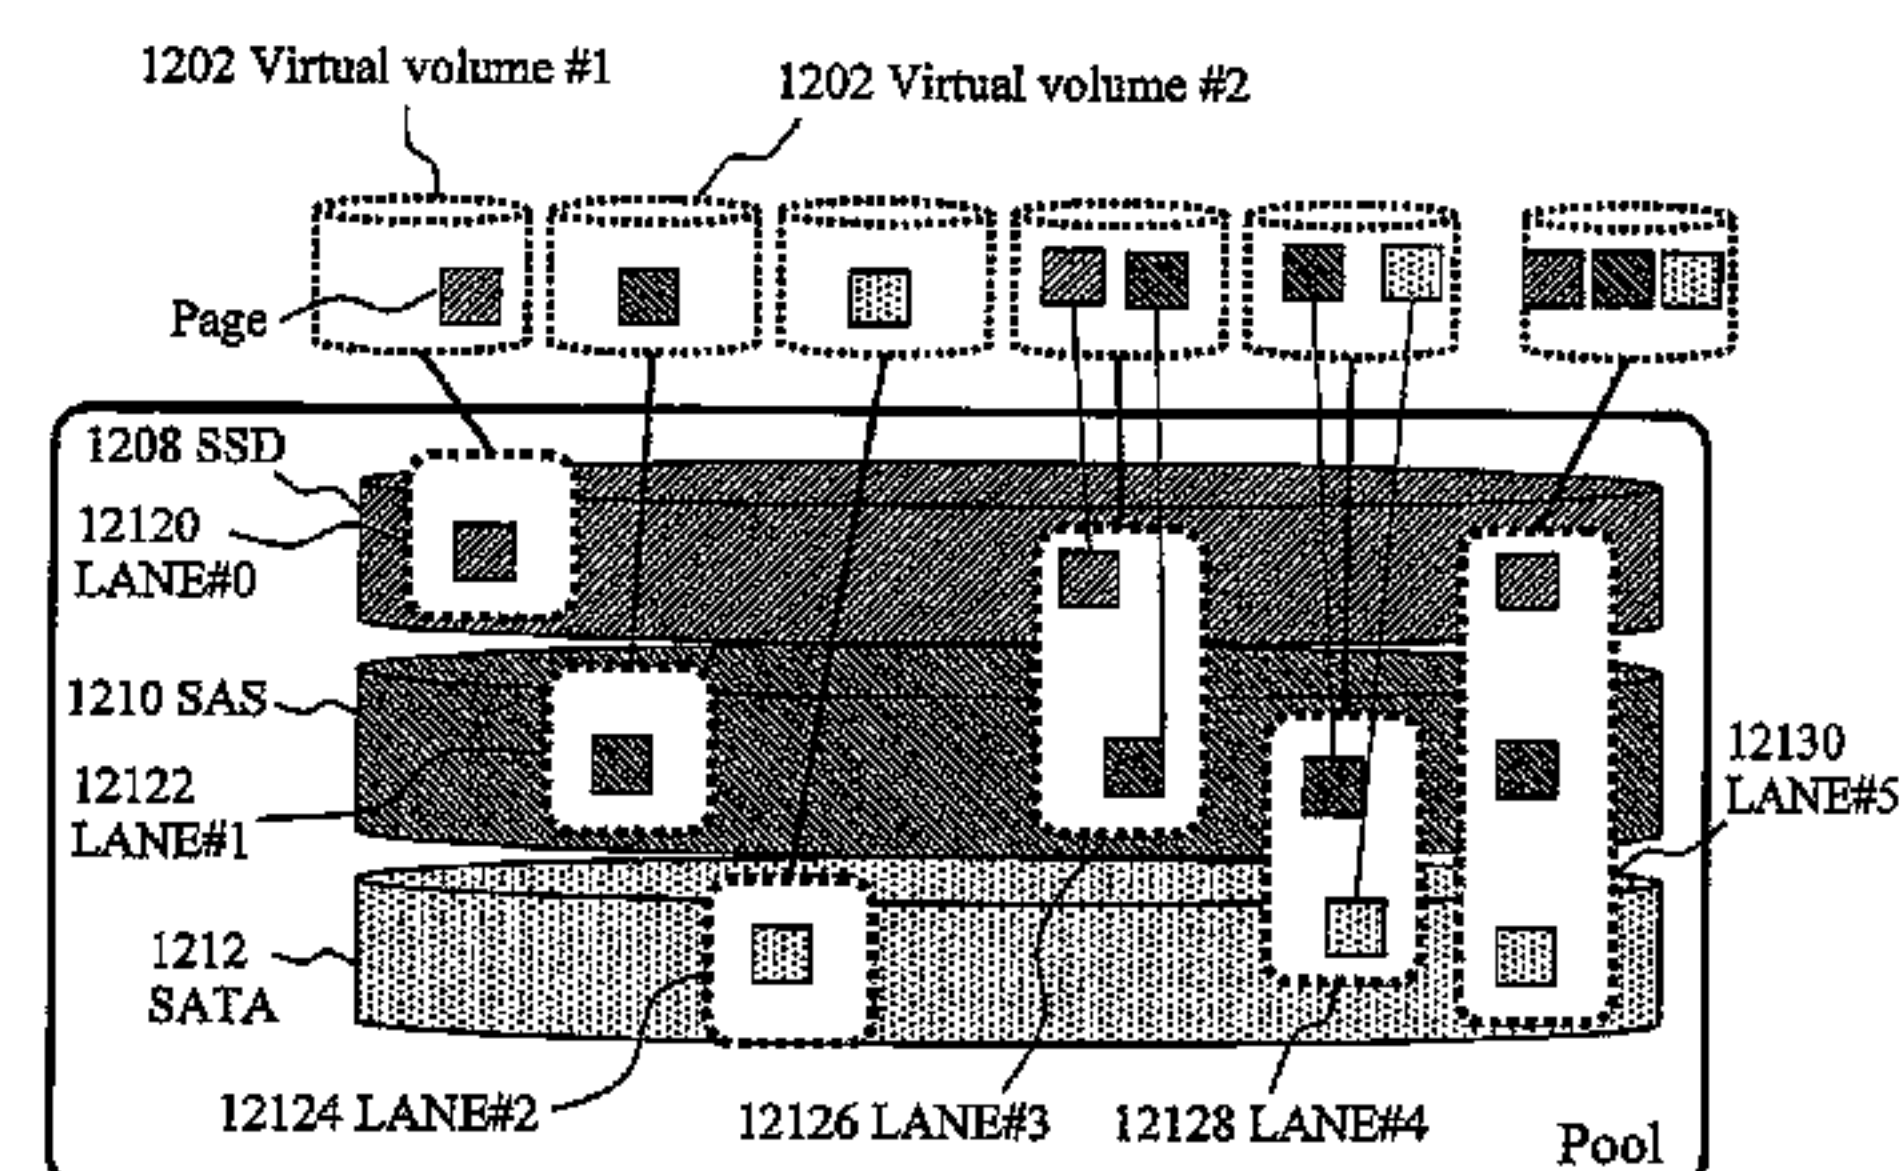 1202 Virtual volume #1
1202 Virtual volume #2
Page
1208 SSD
12120
LANE#0
1210 SAS
12122
LANE#1
12130
LANE#5
1212
SATA
12124 LANE#2
12126 LANE#3
12128 LANE#4
Pool